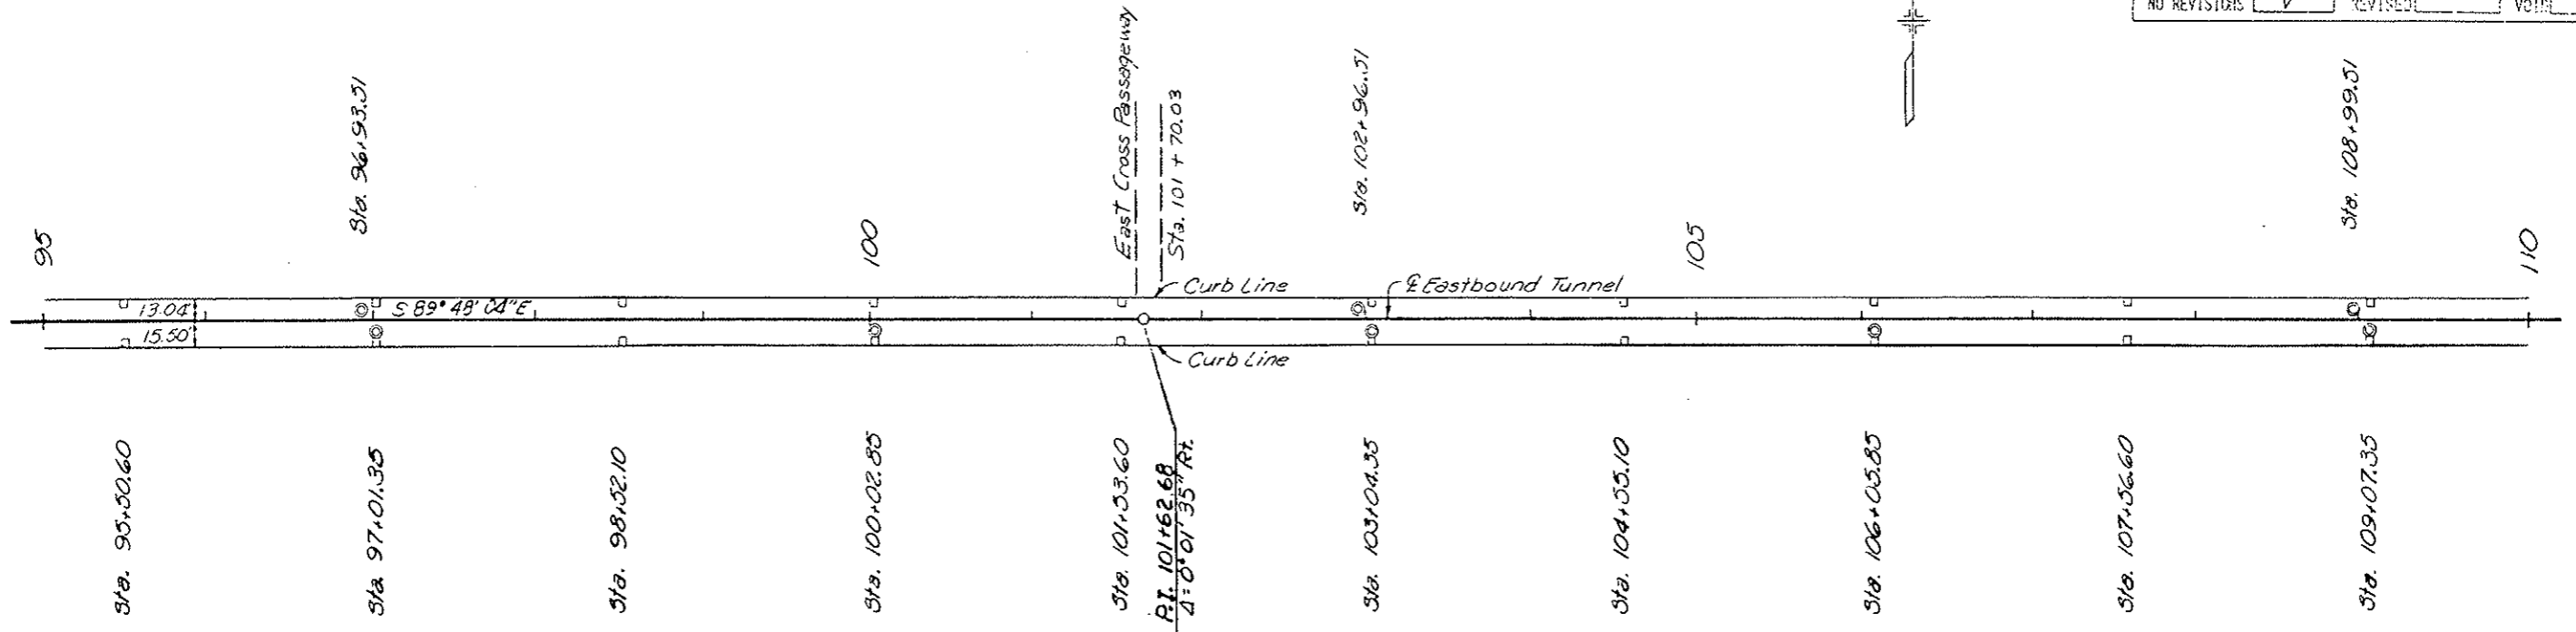 NO REVISIONS V REVISED
Sta. 96+93.51
East Cross Passageway
Sta. 101 + 70.03
Sta. 102+96.51
Sta. 108+99.51
95
100
105
110
Curb Line
℄ Eastbound Tunnel
13.04'
S 89° 48' 04" E
15.50'
Curb Line
Sta. 95+50.60
Sta. 97+01.35
Sta. 98+52.10
Sta. 100+02.85
Sta. 101+53.60
P.I. 101+62.68
Δ=0°01'35" Rt.
Sta. 103+04.35
Sta. 104+55.10
Sta. 106+05.85
Sta. 107+56.60
Sta. 109+07.35